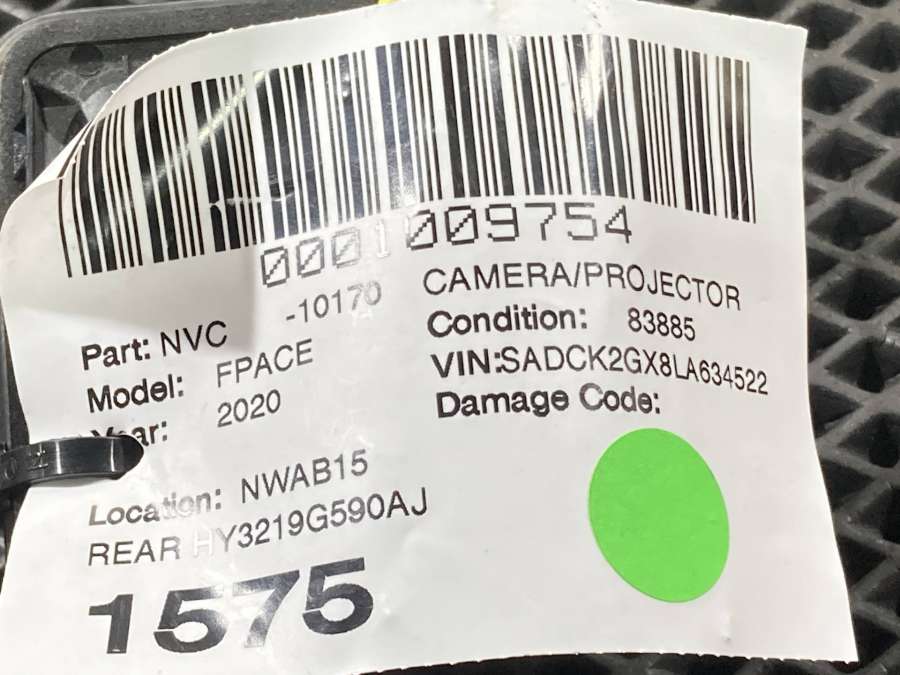 0001009754
Part: NVC -10170 CAMERA/PROJECTOR
Model: FPACE Condition: 83885
Year: 2020 VIN:SADCK2GX8LA634522
Damage Code:
Location: NWAB15
REAR HY3219G590AJ
1575